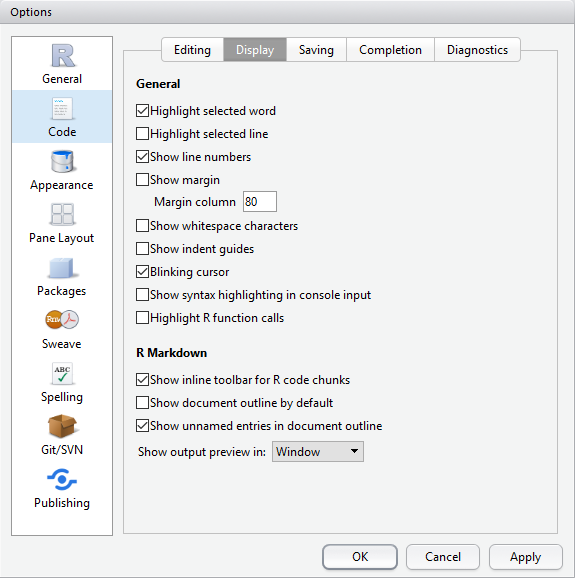 Options
R
General
Code
Appearance
Pane Layout
Packages
Rnw
Sweave
ABC
Spelling
Git/SVN
Publishing
Editing Display Saving Completion Diagnostics
General
Highlight selected word
Highlight selected line
Show line numbers
Show margin
Margin column 80
Show whitespace characters
Show indent guides
Blinking cursor
Show syntax highlighting in console input
Highlight R function calls
R Markdown
Show inline toolbar for R code chunks
Show document outline by default
Show unnamed entries in document outline
Show output preview in: Window
OK Cancel Apply